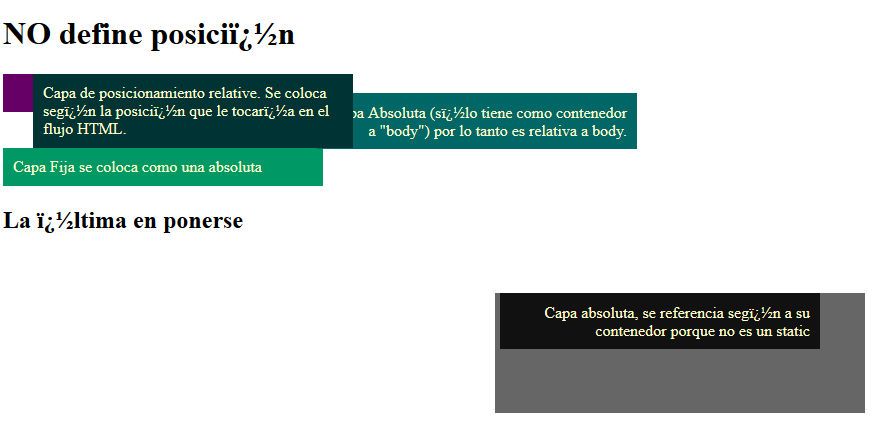 NO define posiciï¿½n
Capa de posicionamiento relative. Se coloca
segï¿½n la posiciï¿½n que le tocarï¿½a en el
flujo HTML.
Absoluta (sï¿½lo tiene como contenedor
a "body") por lo tanto es relativa a body.
Capa Fija se coloca como una absoluta
La ï¿½ltima en ponerse
Capa absoluta, se referencia segï¿½n a su
contenedor porque no es un static